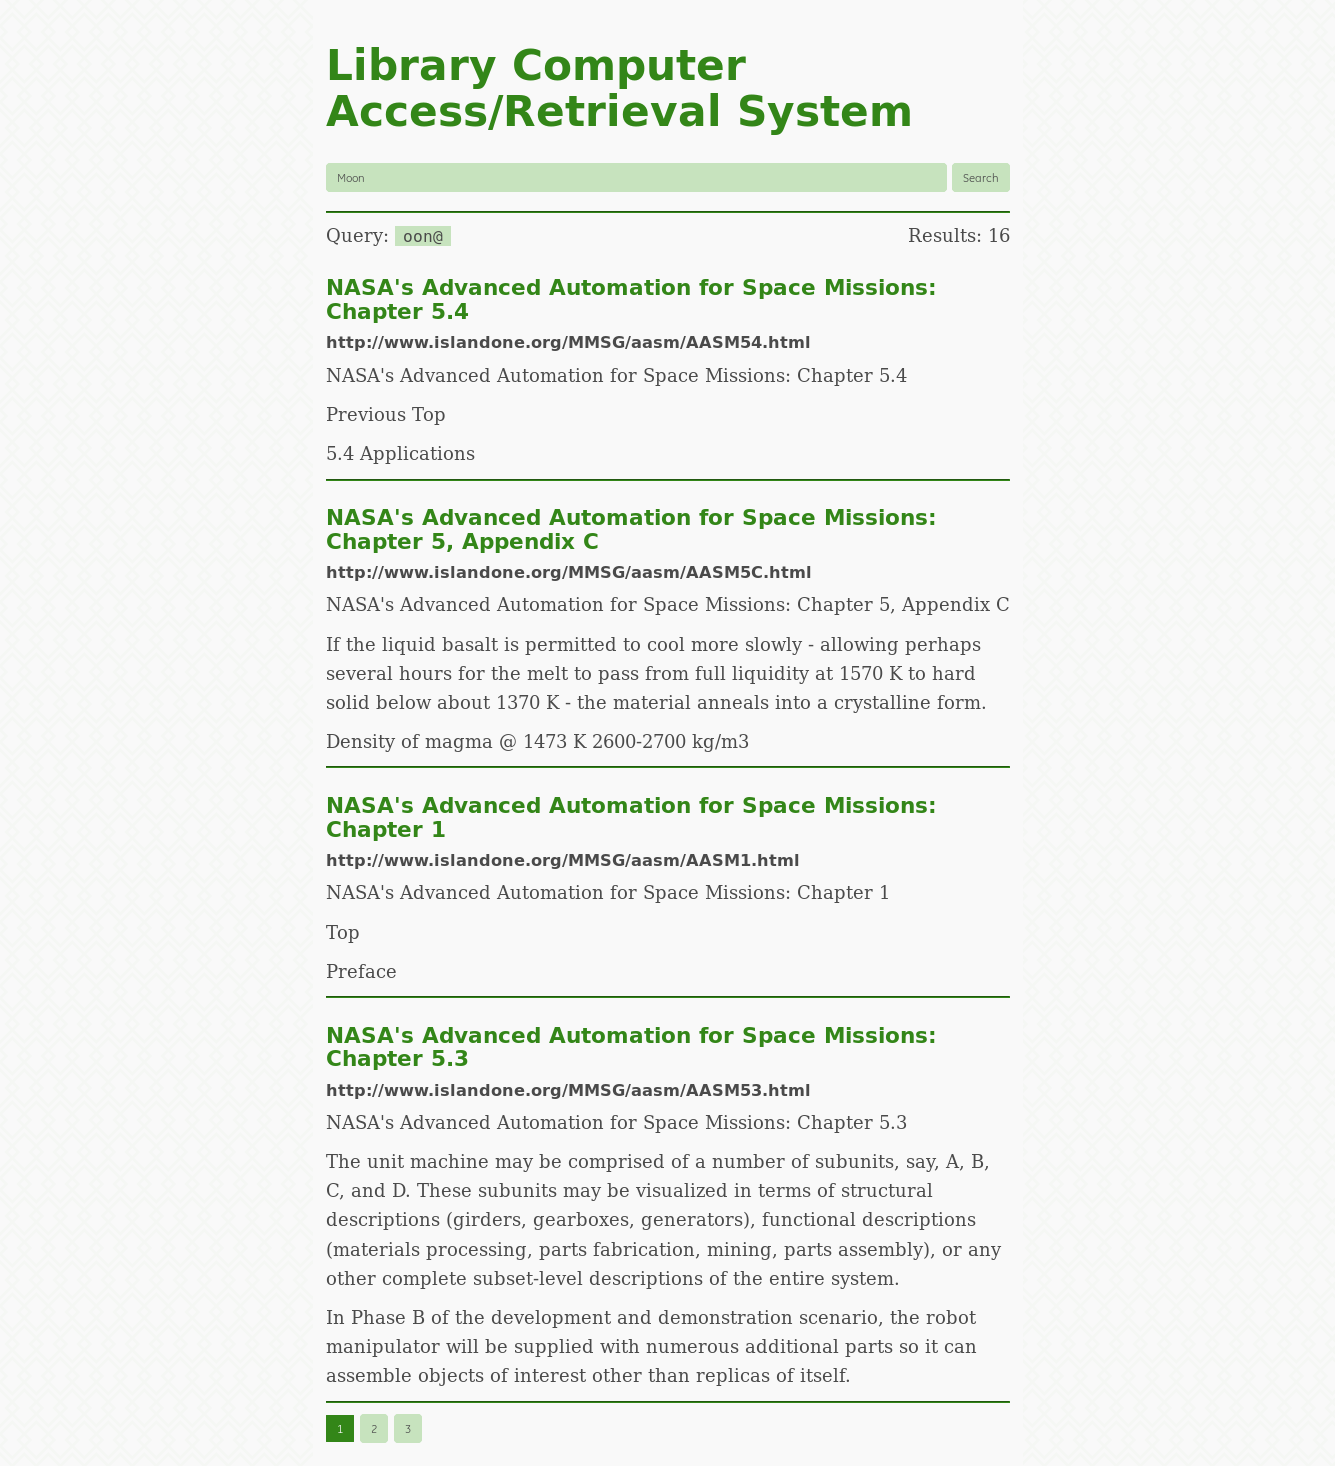 Library Computer
Access/Retrieval System
Moon
Search
Query: oon@
Results: 16
NASA's Advanced Automation for Space Missions:
Chapter 5.4
http://www.islandone.org/MMSG/aasm/AASM54.html
NASA's Advanced Automation for Space Missions: Chapter 5.4
Previous Top
5.4 Applications
NASA's Advanced Automation for Space Missions:
Chapter 5, Appendix C
http://www.islandone.org/MMSG/aasm/AASM5C.html
NASA's Advanced Automation for Space Missions: Chapter 5, Appendix C
If the liquid basalt is permitted to cool more slowly - allowing perhaps
several hours for the melt to pass from full liquidity at 1570 K to hard
solid below about 1370 K - the material anneals into a crystalline form.
Density of magma @ 1473 K 2600-2700 kg/m3
NASA's Advanced Automation for Space Missions:
Chapter 1
http://www.islandone.org/MMSG/aasm/AASM1.html
NASA's Advanced Automation for Space Missions: Chapter 1
Top
Preface
NASA's Advanced Automation for Space Missions:
Chapter 5.3
http://www.islandone.org/MMSG/aasm/AASM53.html
NASA's Advanced Automation for Space Missions: Chapter 5.3
The unit machine may be comprised of a number of subunits, say, A, B,
C, and D. These subunits may be visualized in terms of structural
descriptions (girders, gearboxes, generators), functional descriptions
(materials processing, parts fabrication, mining, parts assembly), or any
other complete subset-level descriptions of the entire system.
In Phase B of the development and demonstration scenario, the robot
manipulator will be supplied with numerous additional parts so it can
assemble objects of interest other than replicas of itself.
1 2 3